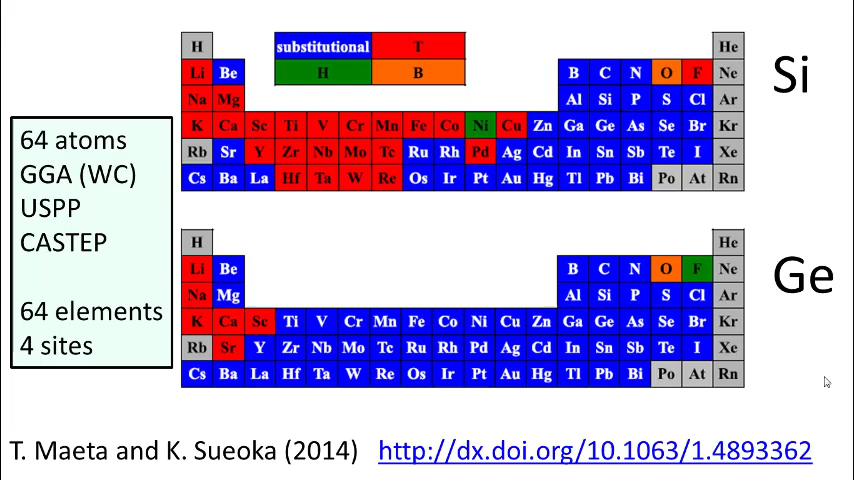 H He
substitutional T
H B
Li Be B C N O F Ne
Na Mg Al Si P S Cl Ar
K Ca Sc Ti V Cr Mn Fe Co Ni Cu Zn Ga Ge As Se Br Kr
Rb Sr Y Zr Nb Mo Tc Ru Rh Pd Ag Cd In Sn Sb Te I Xe
Cs Ba La Hf Ta W Re Os Ir Pt Au Hg Tl Pb Bi Po At Rn
Si
64 atoms
GGA (WC)
USPP
CASTEP
64 elements
4 sites
H He
Li Be B C N O F Ne
Na Mg Al Si P S Cl Ar
K Ca Sc Ti V Cr Mn Fe Co Ni Cu Zn Ga Ge As Se Br Kr
Rb Sr Y Zr Nb Mo Tc Ru Rh Pd Ag Cd In Sn Sb Te I Xe
Cs Ba La Hf Ta W Re Os Ir Pt Au Hg Tl Pb Bi Po At Rn
Ge
T. Maeta and K. Sueoka (2014) http://dx.doi.org/10.1063/1.4893362